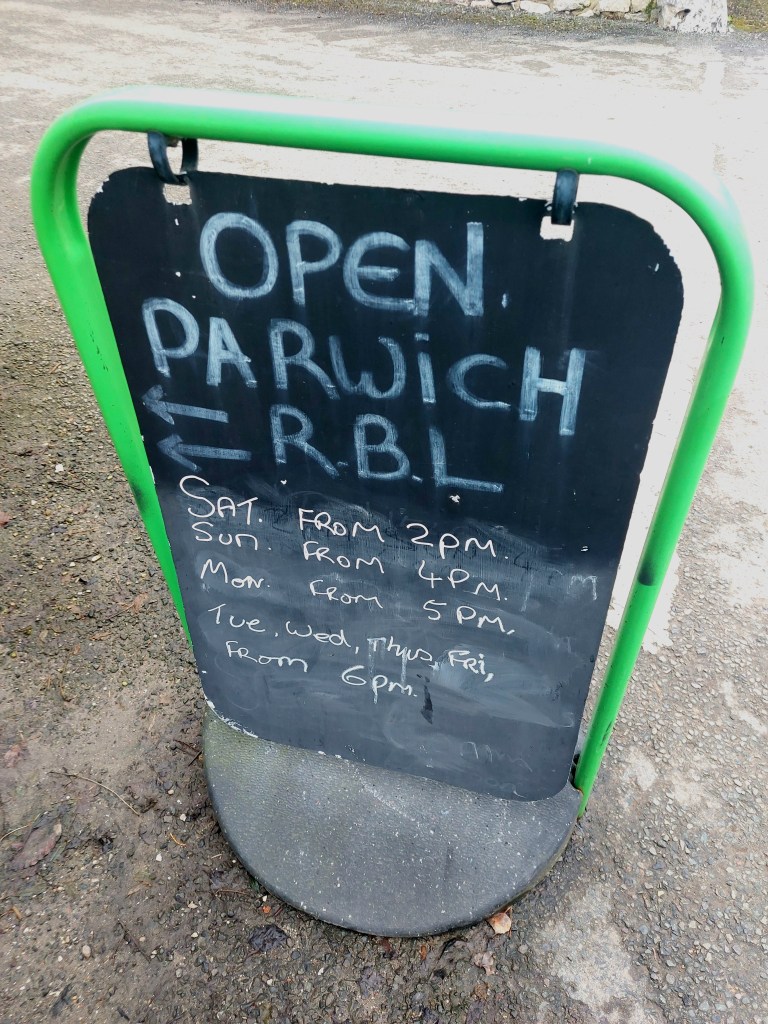 OPEN
PARWiCH
← R.B.L
← 
SAT. FROM 2PM.
SUN. FROM 4PM.
MON. FROM 5PM,
Tue, Wed, Thus, FRi,
FROM 6pm.